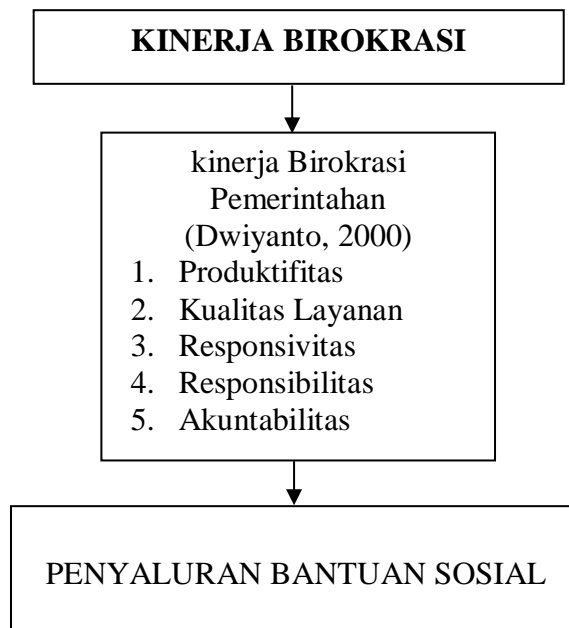 KINERJA BIROKRASI
kinerja Birokrasi
Pemerintahan
(Dwiyanto, 2000)
1. Produktifitas
2. Kualitas Layanan
3. Responsivitas
4. Responsibilitas
5. Akuntabilitas
PENYALURAN BANTUAN SOSIAL